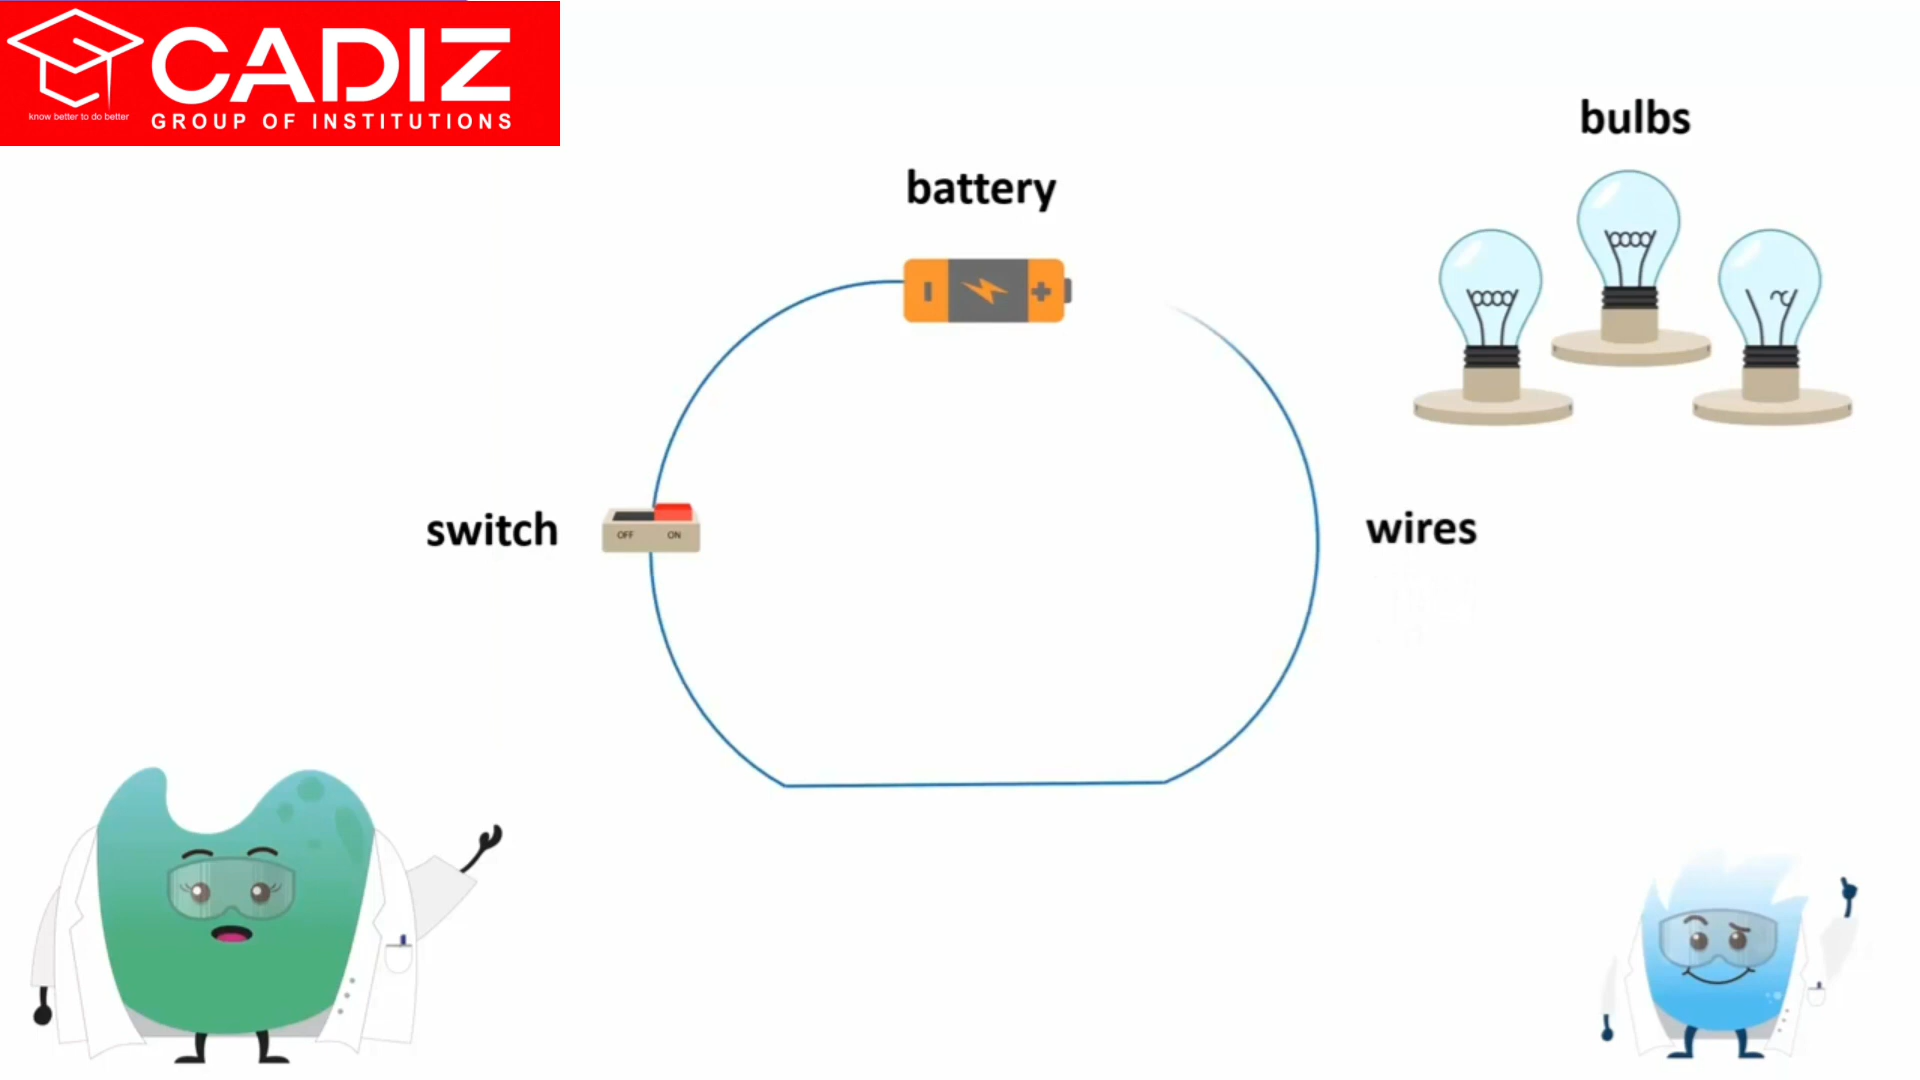 CADIZ
GROUP OF INSTITUTIONS
know better to do better
bulbs
battery
switch
OFF ON
wires